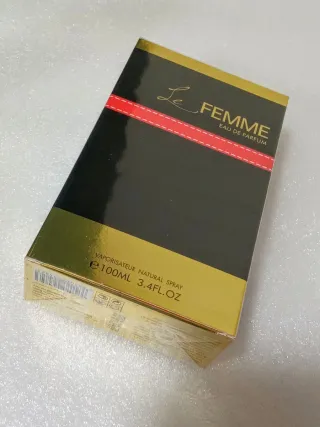 Le FEMME
EAU DE PARFUM
VAPORISATEUR NATURAL SPRAY
℮100ML 3.4FL.OZ